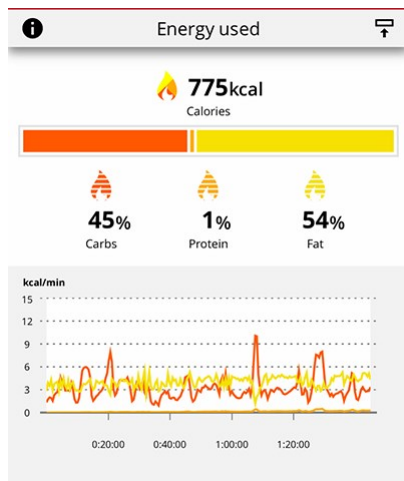 Energy used
775kcal
Calories
45% 1% 54%
Carbs Protein Fat
kcal/min
15
12
9
6
3
0
0:20:00 0:40:00 1:00:00 1:20:00